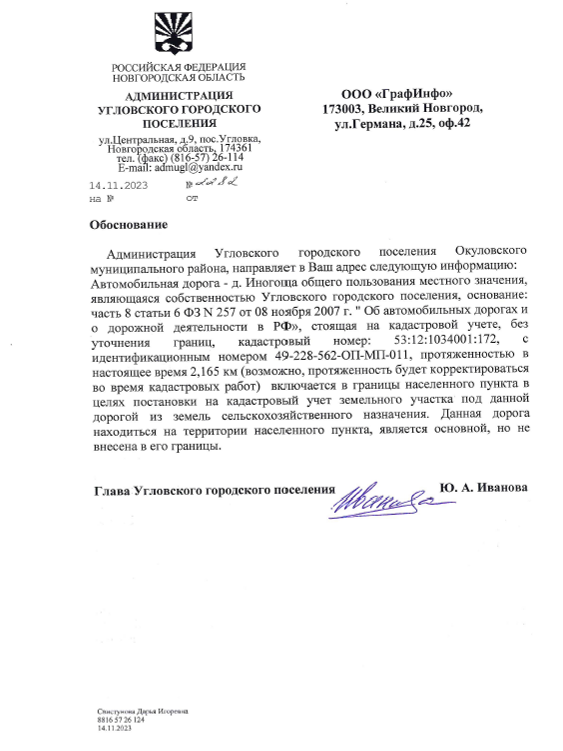 РОССИЙСКАЯ ФЕДЕРАЦИЯ
НОВГОРОДСКАЯ ОБЛАСТЬ
АДМИНИСТРАЦИЯ
УГЛОВСКОГО ГОРОДСКОГО
ПОСЕЛЕНИЯ
ул.Центральная, д.9, пос.Угловка,
Новгородская область, 174361
тел. (факс) (816-57) 26-114
E-mail: admugl@yandex.ru
14.11.2023 № 2282
на № от
ООО «ГрафИнфо»
173003, Великий Новгород,
ул.Германа, д.25, оф.42
Обоснование
Администрация Угловского городского поселения Окуловского
муниципального района, направляет в Ваш адрес следующую информацию:
Автомобильная дорога - д. Иногоща общего пользования местного значения,
являющаяся собственностью Угловского городского поселения, основание:
часть 8 статьи 6 ФЗ N 257 от 08 ноября 2007 г. " Об автомобильных дорогах и
о дорожной деятельности в РФ», стоящая на кадастровой учете, без
уточнения границ, кадастровый номер: 53:12:1034001:172, с
идентификационным номером 49-228-562-ОП-МП-011, протяженностью в
настоящее время 2,165 км (возможно, протяженность будет корректироваться
во время кадастровых работ) включается в границы населенного пункта в
целях постановки на кадастровый учет земельного участка под данной
дорогой из земель сельскохозяйственного назначения. Данная дорога
находиться на территории населенного пункта, является основной, но не
внесена в его границы.
Глава Угловского городского поселения Иванова Ю. А. Иванова
Свистунова Дарья Игоревна
8816 57 26 124
14.11.2023